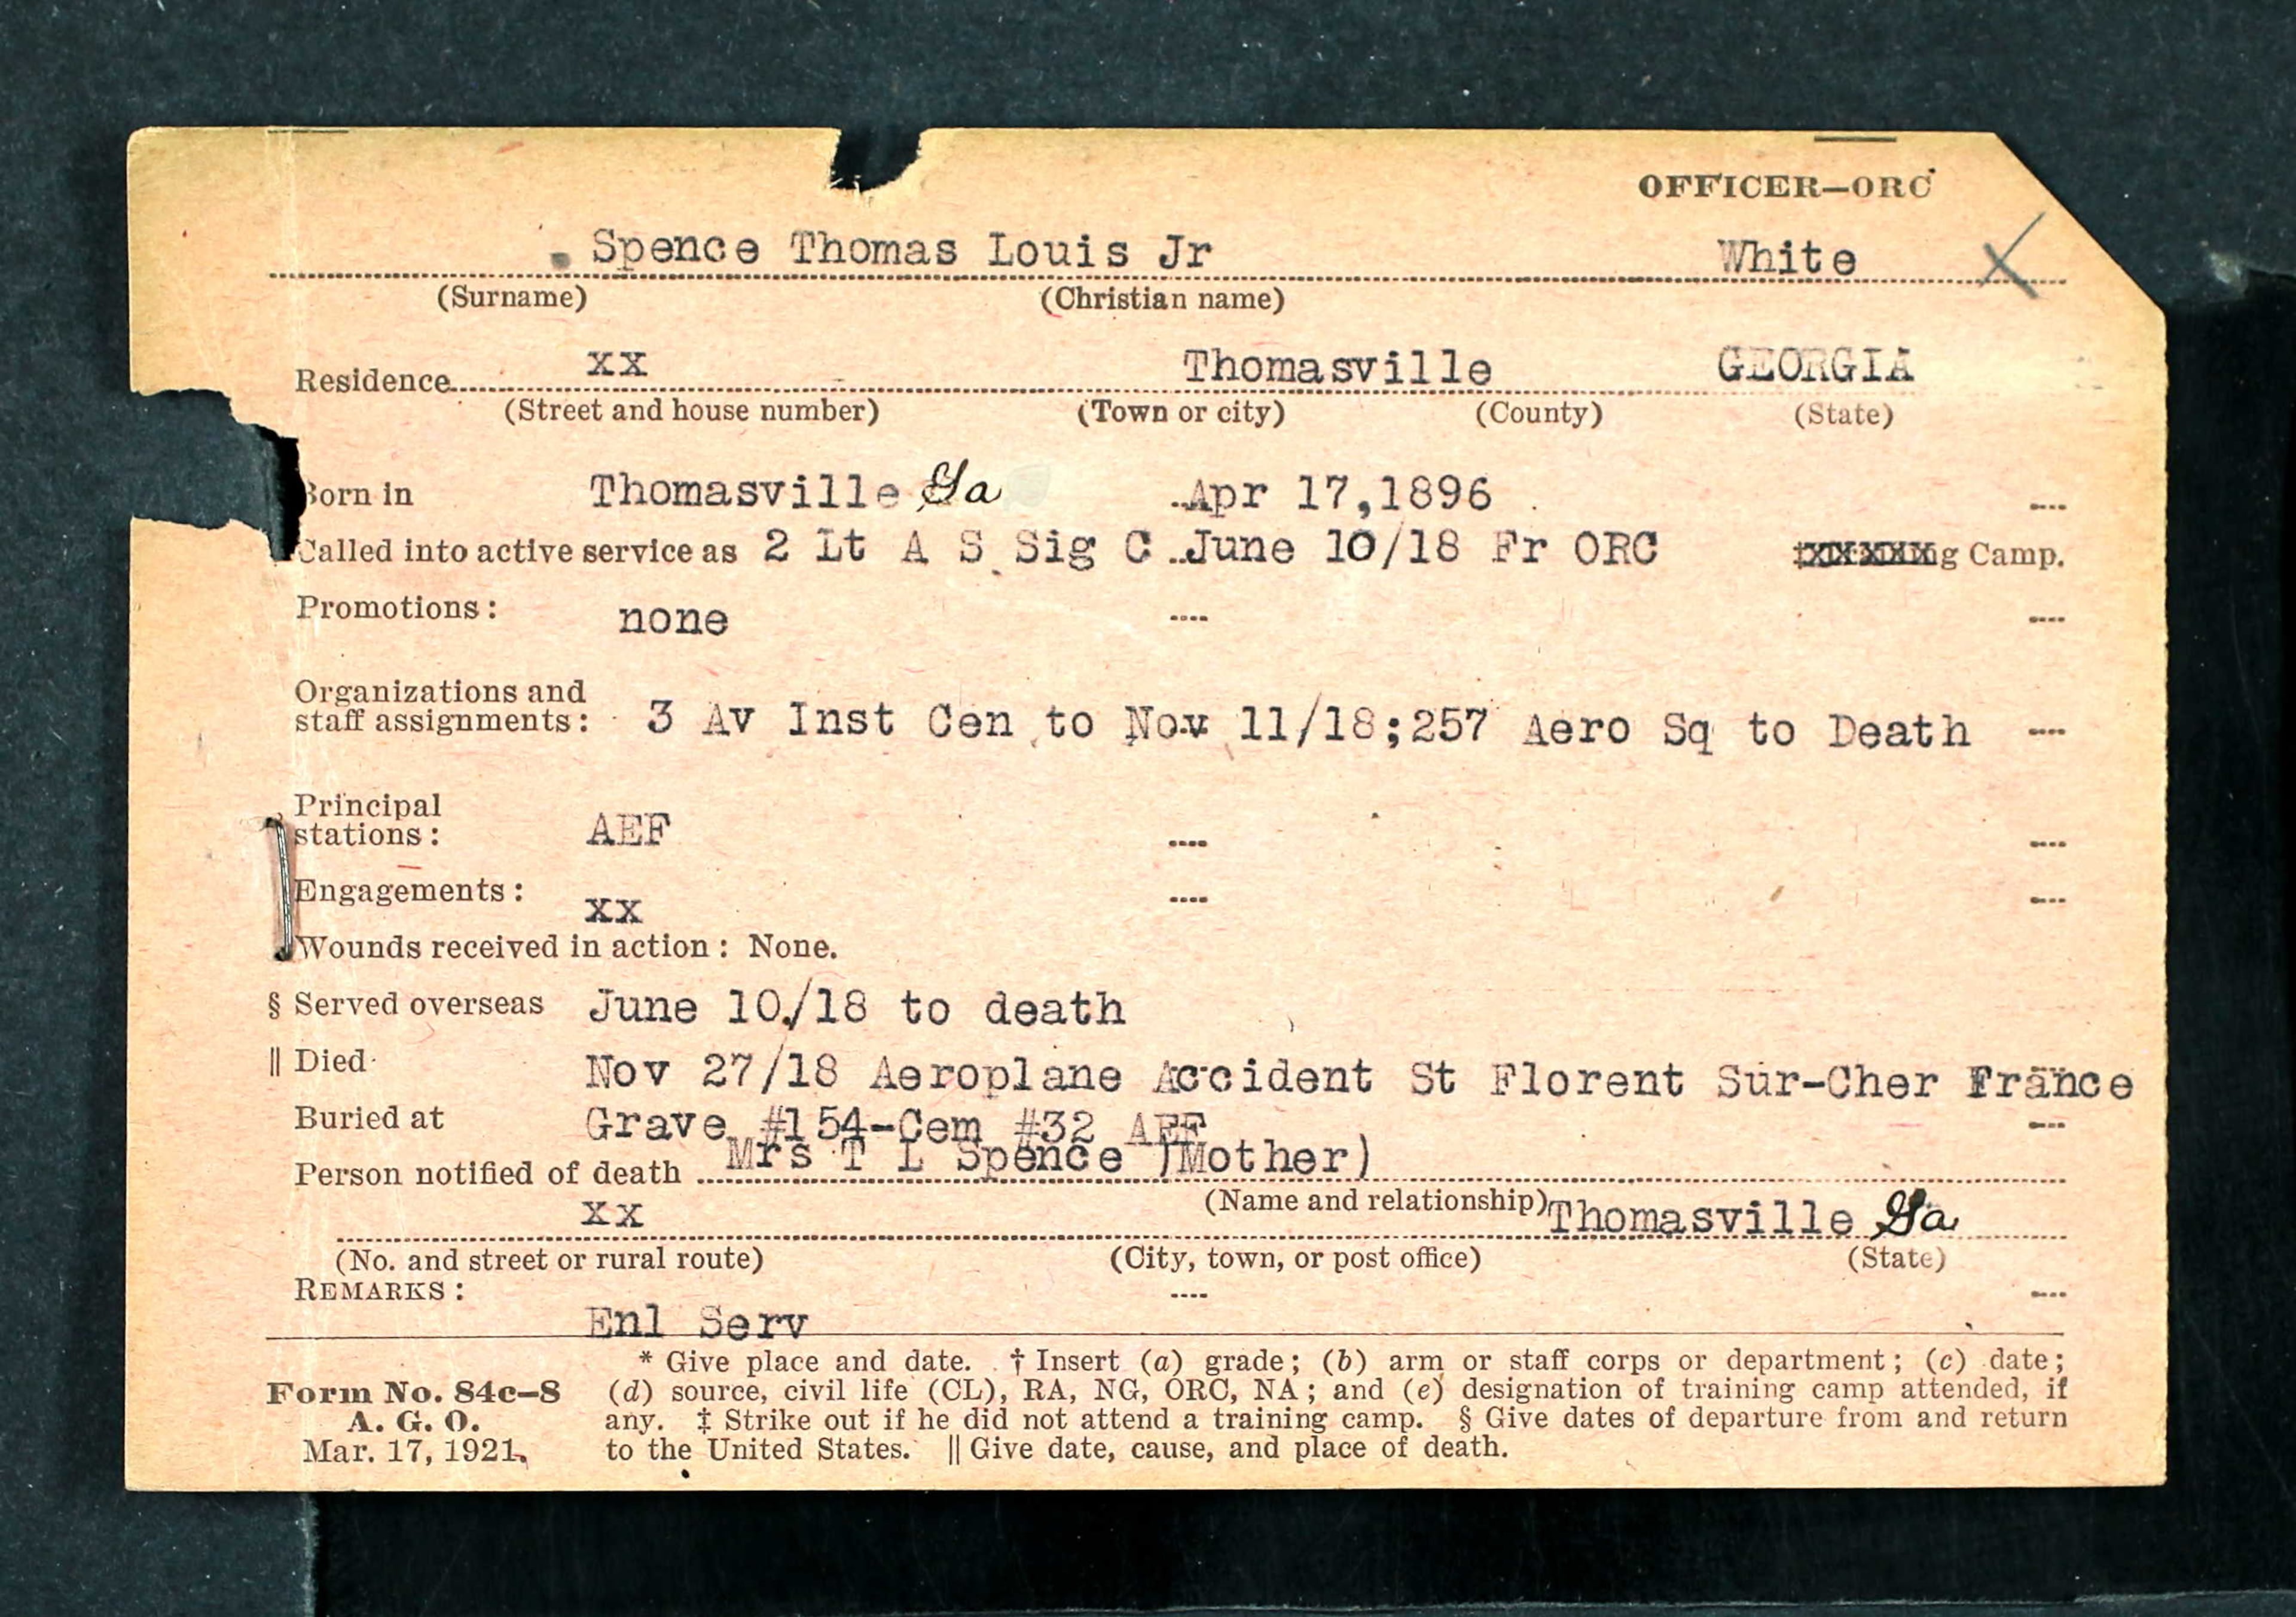 OFFICER—ORC
Spence Thomas Louis Jr White X
(Surname) (Christian name)
Residence xx Thomasville GEORGIA
(Street and house number) (Town or city) (County) (State)
Born in Thomasville Ga Apr 17,1896
Called into active service as 2 Lt A S Sig C June 10/18 Fr ORC g Camp.
Promotions: none
Organizations and
staff assignments: 3 Av Inst Cen to Nov 11/18;257 Aero Sq to Death
Principal
stations: AEF
Engagements: xx
Wounds received in action: None.
§ Served overseas June 10/18 to death
|| Died Nov 27/18 Aeroplane Accident St Florent Sur-Cher France
Buried at Grave #154-Cem #32 AEF
Person notified of death Mrs T L Spence (Mother)
(Name and relationship)
xx Thomasville Ga
(No. and street or rural route) (City, town, or post office) (State)
REMARKS:
Enl Serv
* Give place and date. † Insert (a) grade; (b) arm or staff corps or department; (c) date;
Form No. 84c–8 (d) source, civil life (CL), RA, NG, ORC, NA; and (e) designation of training camp attended, if
A. G. O. any. ‡ Strike out if he did not attend a training camp. § Give dates of departure from and return
Mar. 17, 1921. to the United States. || Give date, cause, and place of death.